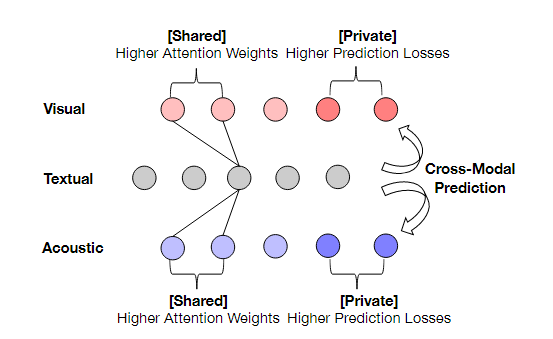 [Shared]
Higher Attention Weights
[Private]
Higher Prediction Losses
Visual
Textual
Cross-Modal
Prediction
Acoustic
[Shared]
Higher Attention Weights
[Private]
Higher Prediction Losses